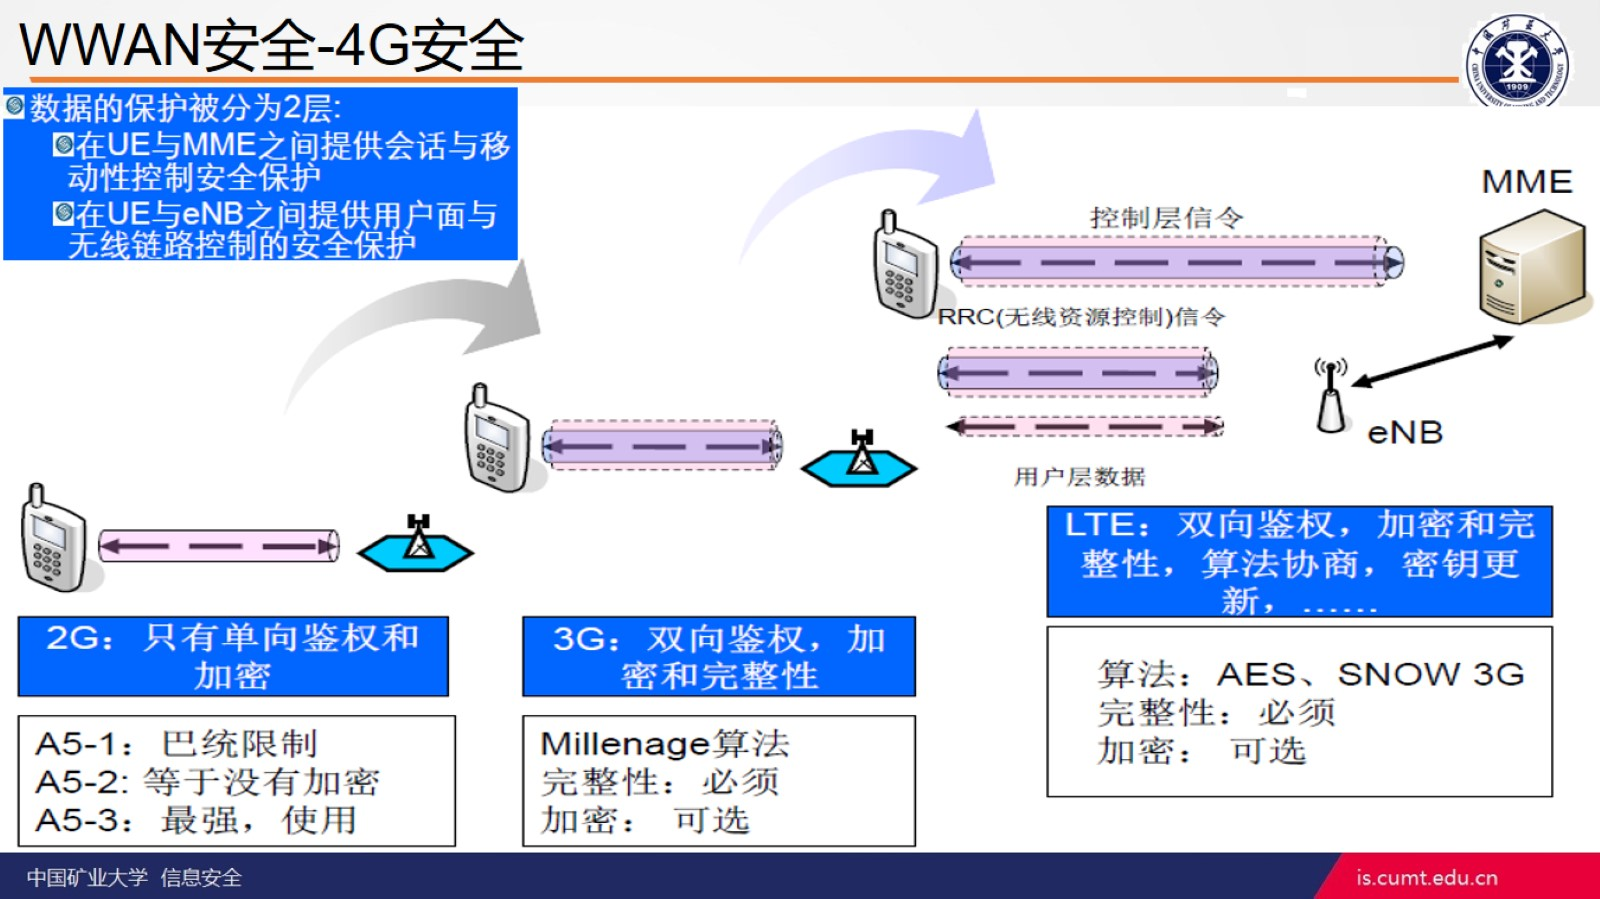 WWAN安全-4G安全
数据的保护被分为2层:
在UE与MME之间提供会话与移
动性控制安全保护
在UE与eNB之间提供用户面与
无线链路控制的安全保护
MME
控制层信令
RRC(无线资源控制)信令
eNB
用户层数据
LTE：双向鉴权，加密和完
整性，算法协商，密钥更
新，......
2G：只有单向鉴权和
加密
3G：双向鉴权，加
密和完整性
算法：AES、SNOW 3G
完整性：必须
加密： 可选
A5-1：巴统限制
A5-2: 等于没有加密
A5-3：最强，使用
Millenage算法
完整性：必须
加密： 可选
中国矿业大学 信息安全
is.cumt.edu.cn
1909